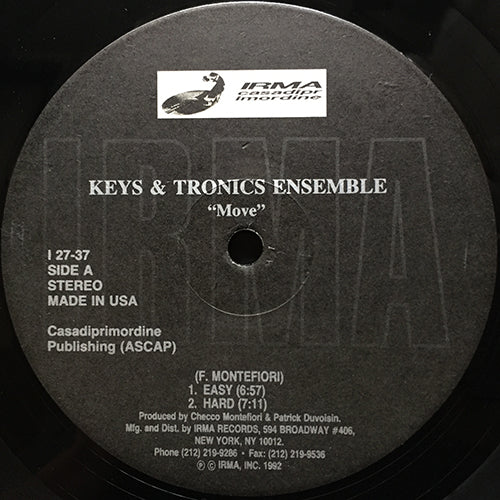 IRMA
casadipr
imordine
IRMA
KEYS & TRONICS ENSEMBLE
“Move”
I 27-37
SIDE A
STEREO
MADE IN USA
Casadiprimordine
Publishing (ASCAP)
(F. MONTEFIORI)
1. EASY (6:57)
2. HARD (7:11)
Produced by Checco Montefiori & Patrick Duvoisin.
Mfg. and Dist. by IRMA RECORDS, 594 BROADWAY #406,
NEW YORK, NY 10012.
Phone (212) 219-9286 • Fax (212) 219-9536
Ⓟ © IRMA, INC. 1992